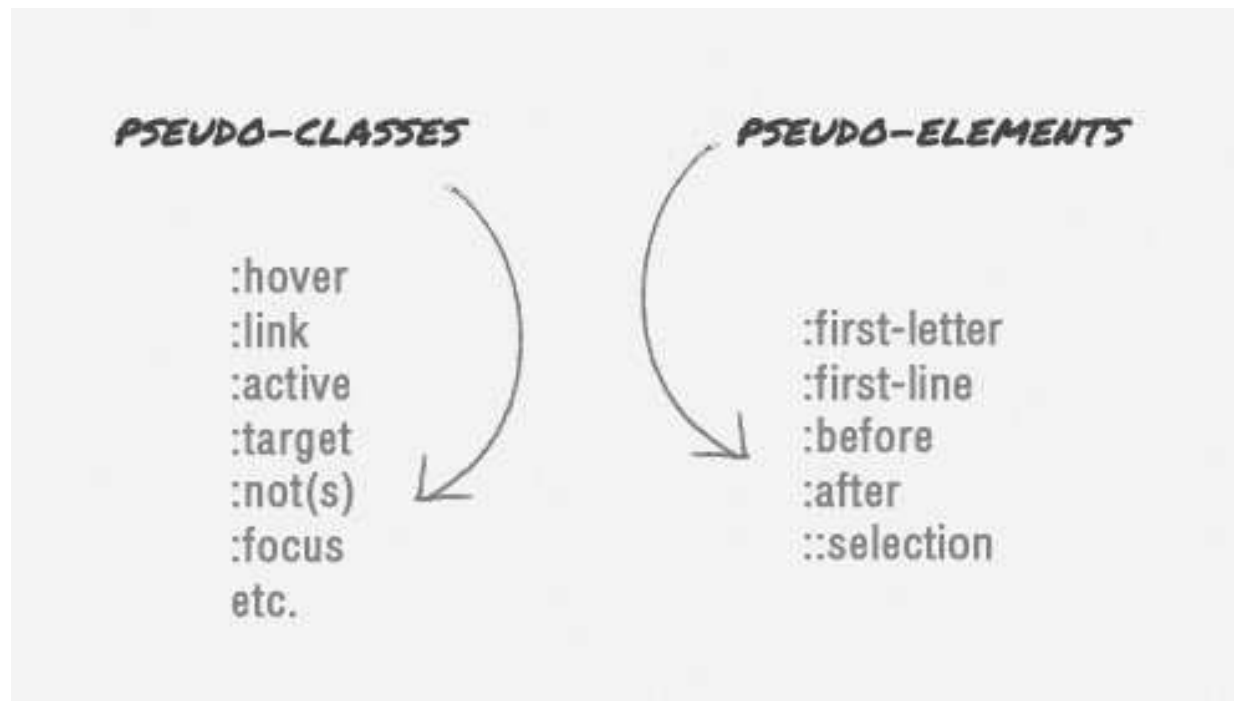 PSEUDO-CLASSES
:hover
:link
:active
:target
:not(s)
:focus
etc.
PSEUDO-ELEMENTS
:first-letter
:first-line
:before
:after
::selection